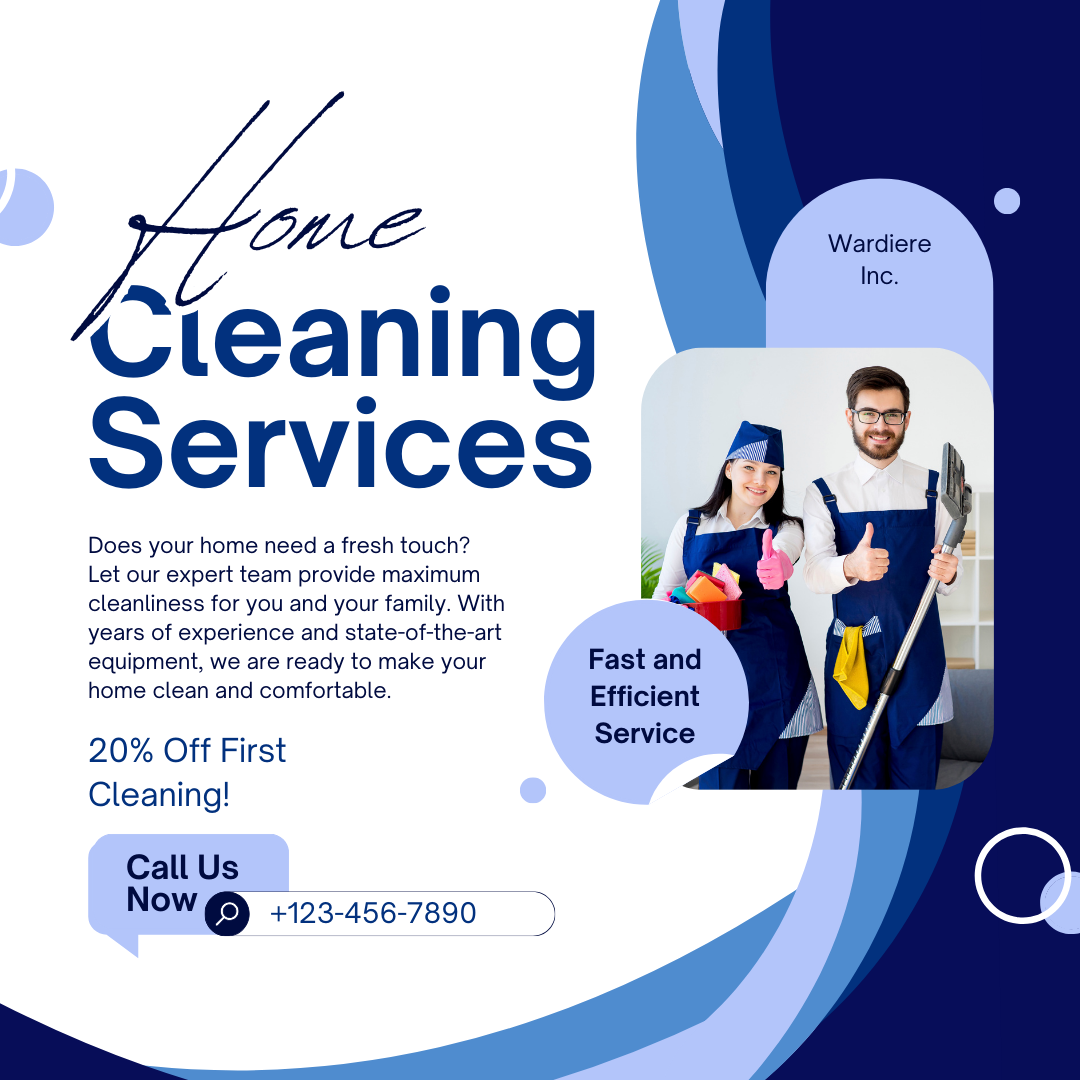 Home
Cleaning
Services
Wardiere
Inc.
Does your home need a fresh touch?
Let our expert team provide maximum
cleanliness for you and your family. With
years of experience and state-of-the-art
equipment, we are ready to make your
home clean and comfortable.
Fast and
Efficient
Service
20% Off First
Cleaning!
Call Us
Now
+123-456-7890